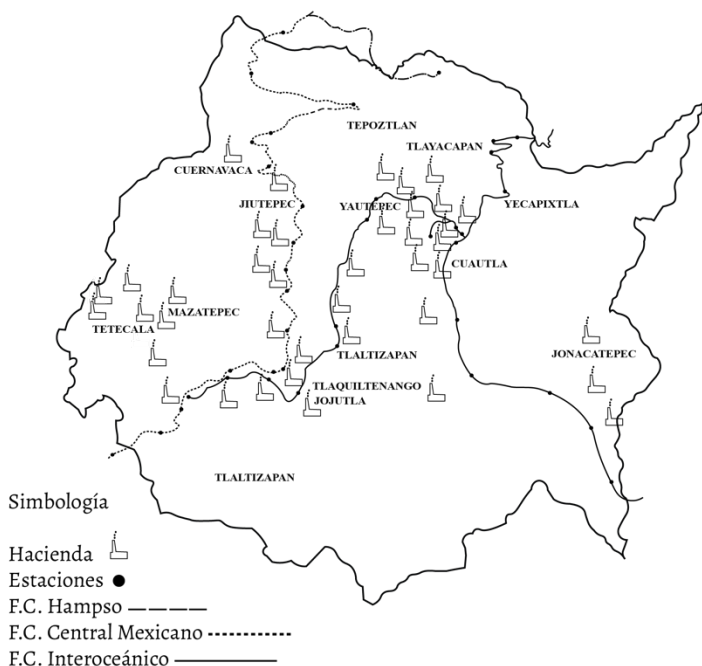 TEPOZTLAN
TLAYACAPAN
CUERNAVACA
YECAPIXTLA
JIUTEPEC
YAUTEPEC
CUAUTLA
MAZATEPEC
TETECALA
TLALTIZAPAN
JONACATEPEC
TLAQUILTENANGO
JOJUTLA
TLALTIZAPAN
Simbología
Hacienda
Estaciones
F.C. Hampso
F.C. Central Mexicano
F.C. Interoceánico